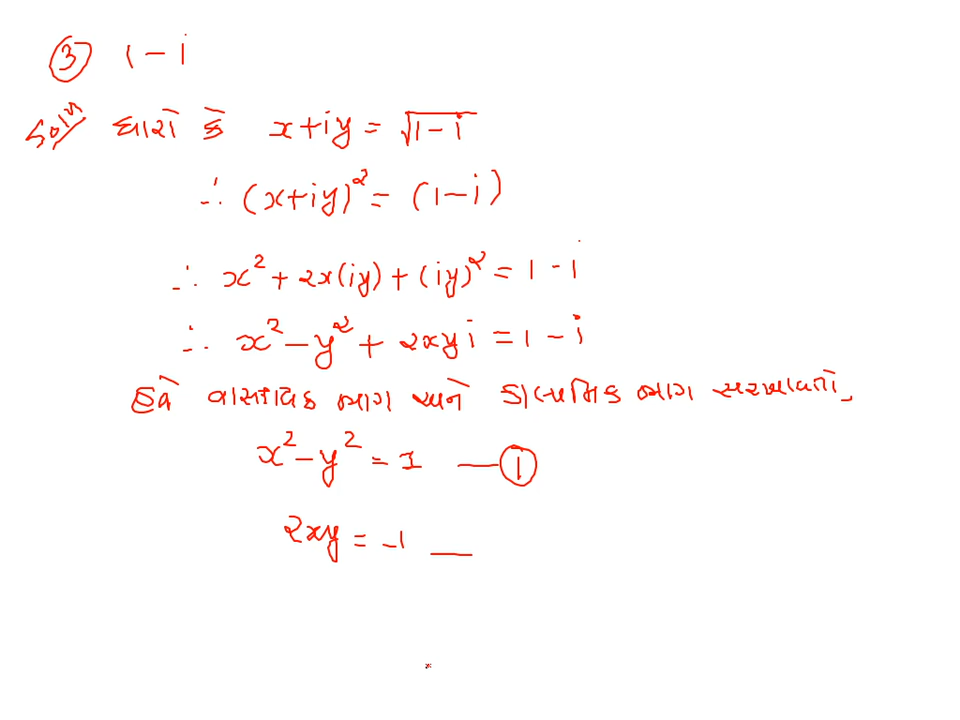 ③ 1 - i
Solⁿ ધારો કે x+iy = √1-i
∴ (x+iy)² = (1-i)
∴ x² + 2x(iy) + (iy)² = 1 - i
∴ x² - y² + 2xyi = 1 - i
હવે વાસ્તવિક ભાગ અને કાલ્પનિક ભાગ સરખાવતાં,
x² - y² = 1 — ①
2xy = -1 —